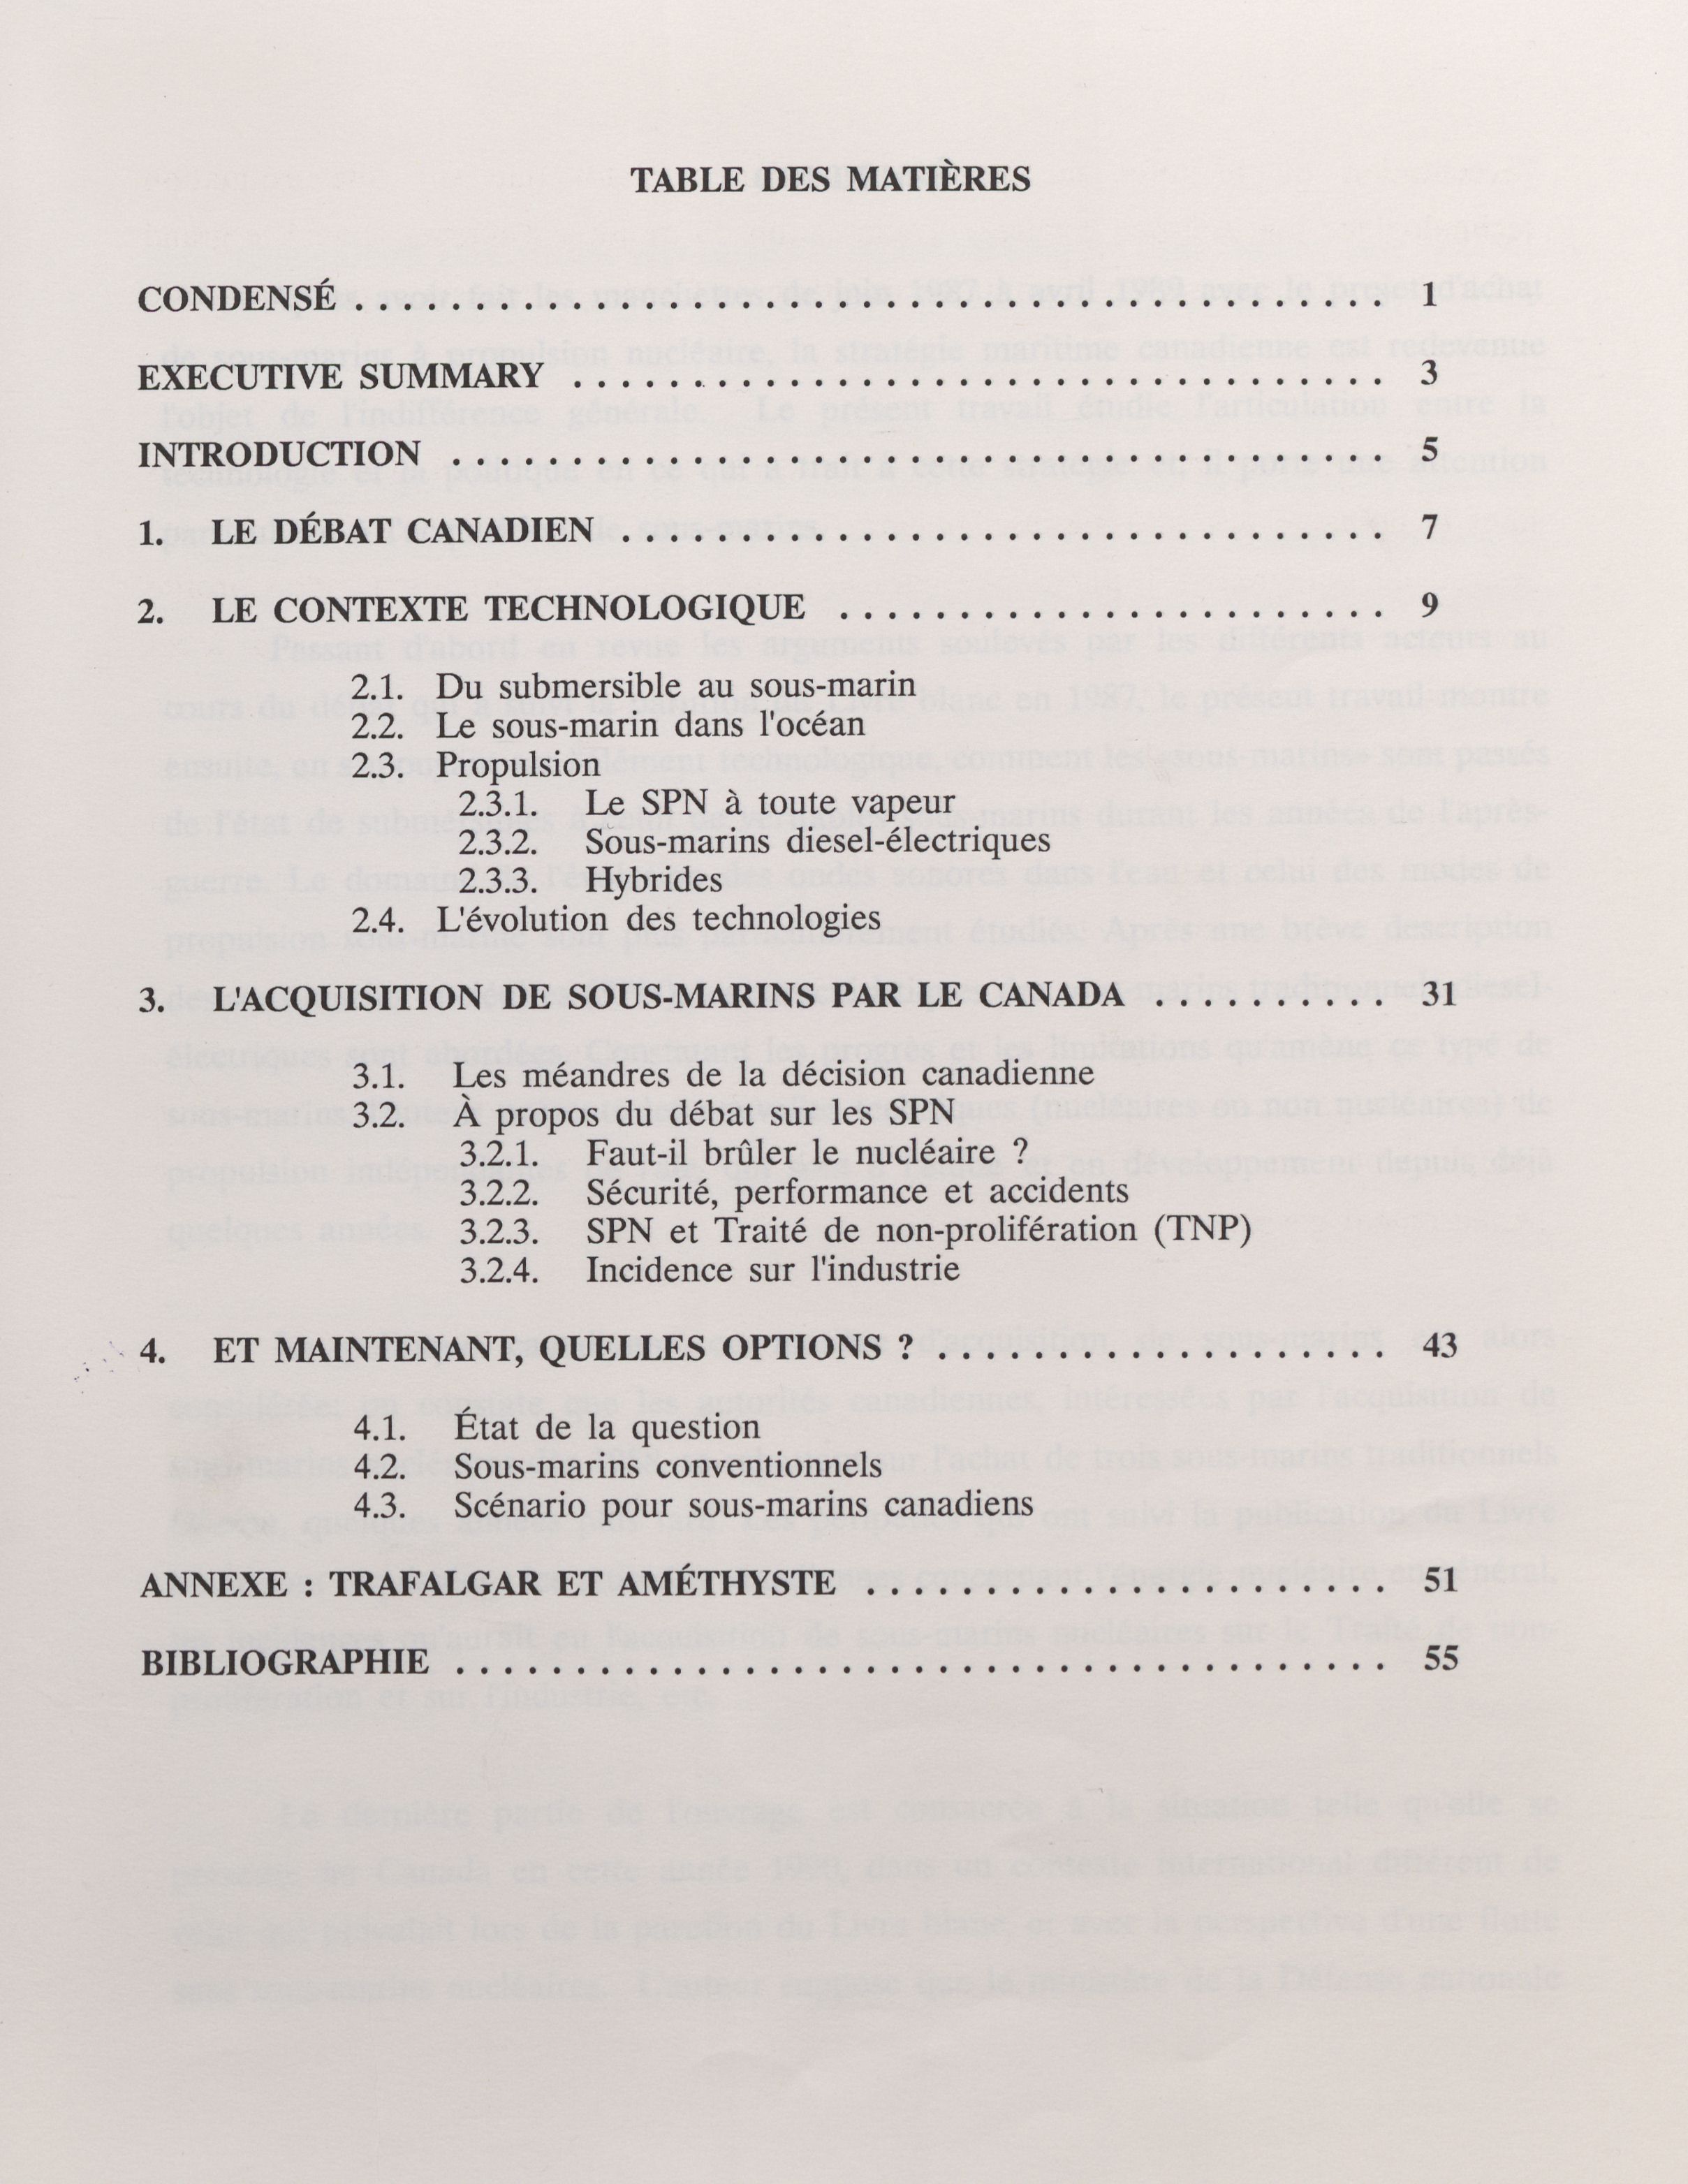 TABLE DES MATIÈRES
CONDENSÉ . . . . . . . . . . . . . . . . . . . . . . . . . . . . . . . . . . . . . . . . . . . 1
EXECUTIVE SUMMARY . . . . . . . . . . . . . . . . . . . . . . . . . . . . . . . . . . 3
INTRODUCTION . . . . . . . . . . . . . . . . . . . . . . . . . . . . . . . . . . . . . . . 5
1. LE DÉBAT CANADIEN . . . . . . . . . . . . . . . . . . . . . . . . . . . . . . . . 7
2. LE CONTEXTE TECHNOLOGIQUE . . . . . . . . . . . . . . . . . . . . . . . 9
2.1. Du submersible au sous-marin
2.2. Le sous-marin dans l'océan
2.3. Propulsion
2.3.1. Le SPN à toute vapeur
2.3.2. Sous-marins diesel-électriques
2.3.3. Hybrides
2.4. L'évolution des technologies
3. L'ACQUISITION DE SOUS-MARINS PAR LE CANADA . . . . . . . . . . 31
3.1. Les méandres de la décision canadienne
3.2. À propos du débat sur les SPN
3.2.1. Faut-il brûler le nucléaire ?
3.2.2. Sécurité, performance et accidents
3.2.3. SPN et Traité de non-prolifération (TNP)
3.2.4. Incidence sur l'industrie
4. ET MAINTENANT, QUELLES OPTIONS ? . . . . . . . . . . . . . . . . . . . 43
4.1. État de la question
4.2. Sous-marins conventionnels
4.3. Scénario pour sous-marins canadiens
ANNEXE : TRAFALGAR ET AMÉTHYSTE . . . . . . . . . . . . . . . . . . . . . . 51
BIBLIOGRAPHIE . . . . . . . . . . . . . . . . . . . . . . . . . . . . . . . . . . . . . . . 55